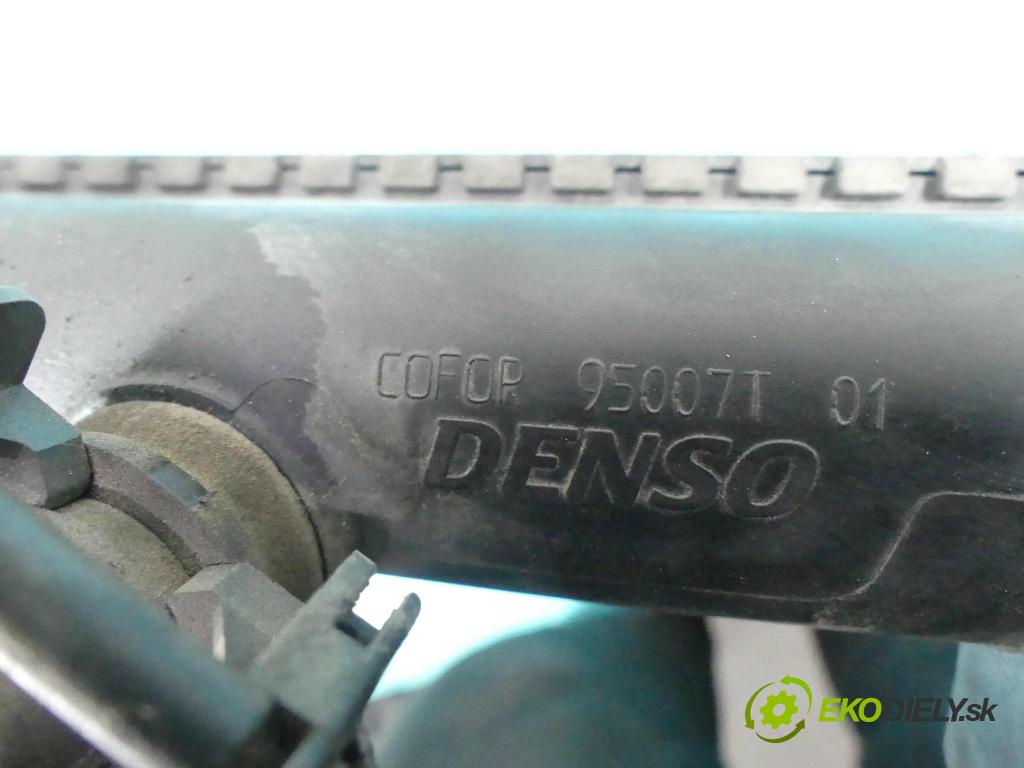 COFOR 95007T 01
DENSO
EKODIELY.sk